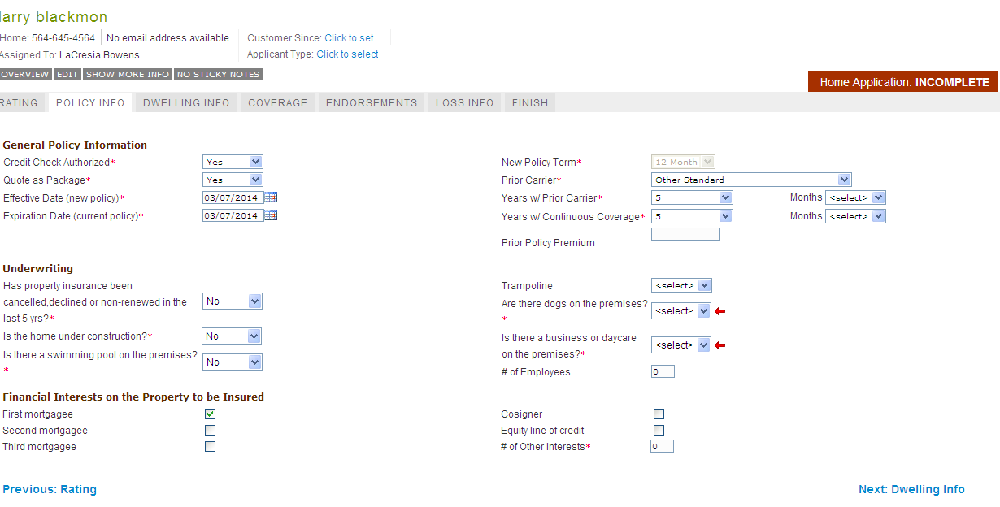 larry blackmon
Home: 564-645-4564 No email address available Customer Since: Click to set
Assigned To: LaCresia Bowens Applicant Type: Click to select
OVERVIEW EDIT SHOW MORE INFO NO STICKY NOTES
Home Application: INCOMPLETE
RATING POLICY INFO DWELLING INFO COVERAGE ENDORSEMENTS LOSS INFO FINISH
General Policy Information
Credit Check Authorized* Yes
Quote as Package* Yes
Effective Date (new policy)* 03/07/2014
Expiration Date (current policy)* 03/07/2014
New Policy Term* 12 Month
Prior Carrier* Other Standard
Years w/ Prior Carrier* 5 Months <select>
Years w/ Continuous Coverage* 5 Months <select>
Prior Policy Premium
Underwriting
Has property insurance been
cancelled,declined or non-renewed in the
last 5 yrs?* No
Is the home under construction?* No
Is there a swimming pool on the premises?
* No
Trampoline <select>
Are there dogs on the premises?
* <select>
Is there a business or daycare
on the premises?* <select>
# of Employees 0
Financial Interests on the Property to be Insured
First mortgagee
Second mortgagee
Third mortgagee
Cosigner
Equity line of credit
# of Other Interests* 0
Previous: Rating Next: Dwelling Info